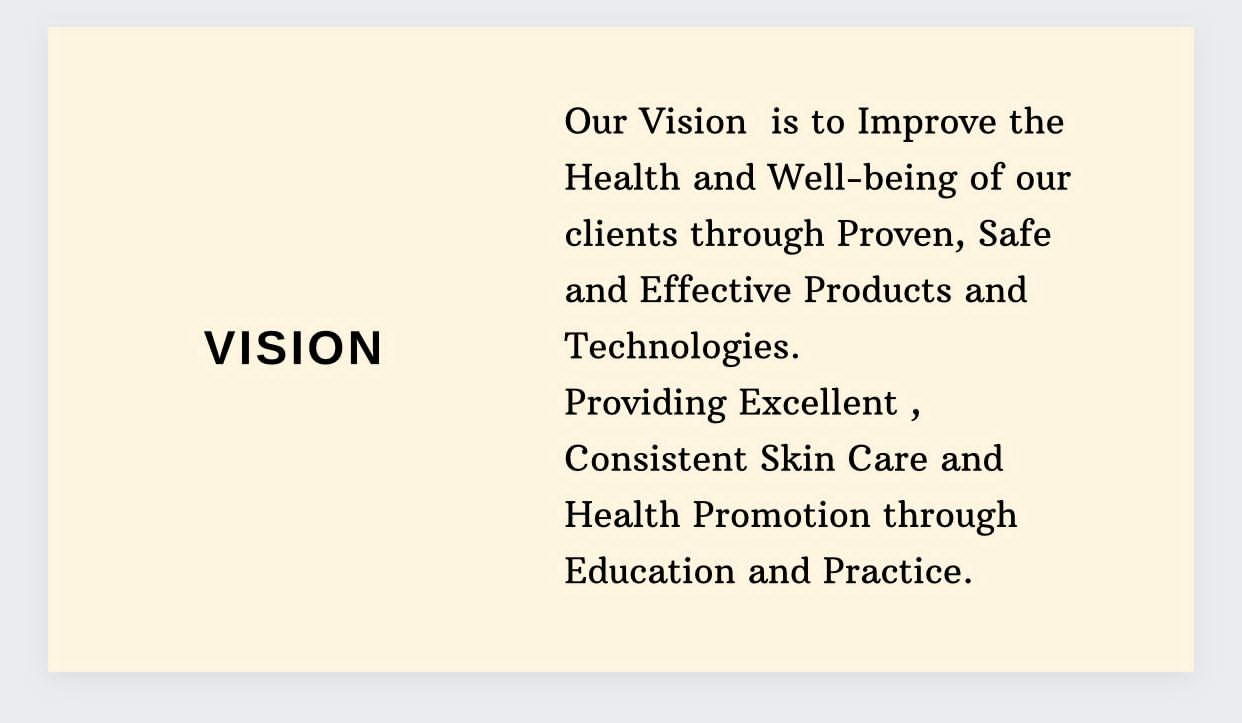 VISION
Our Vision  is to Improve the
Health and Well-being of our
clients through Proven, Safe
and Effective Products and
Technologies.
Providing Excellent ,
Consistent Skin Care and
Health Promotion through
Education and Practice.